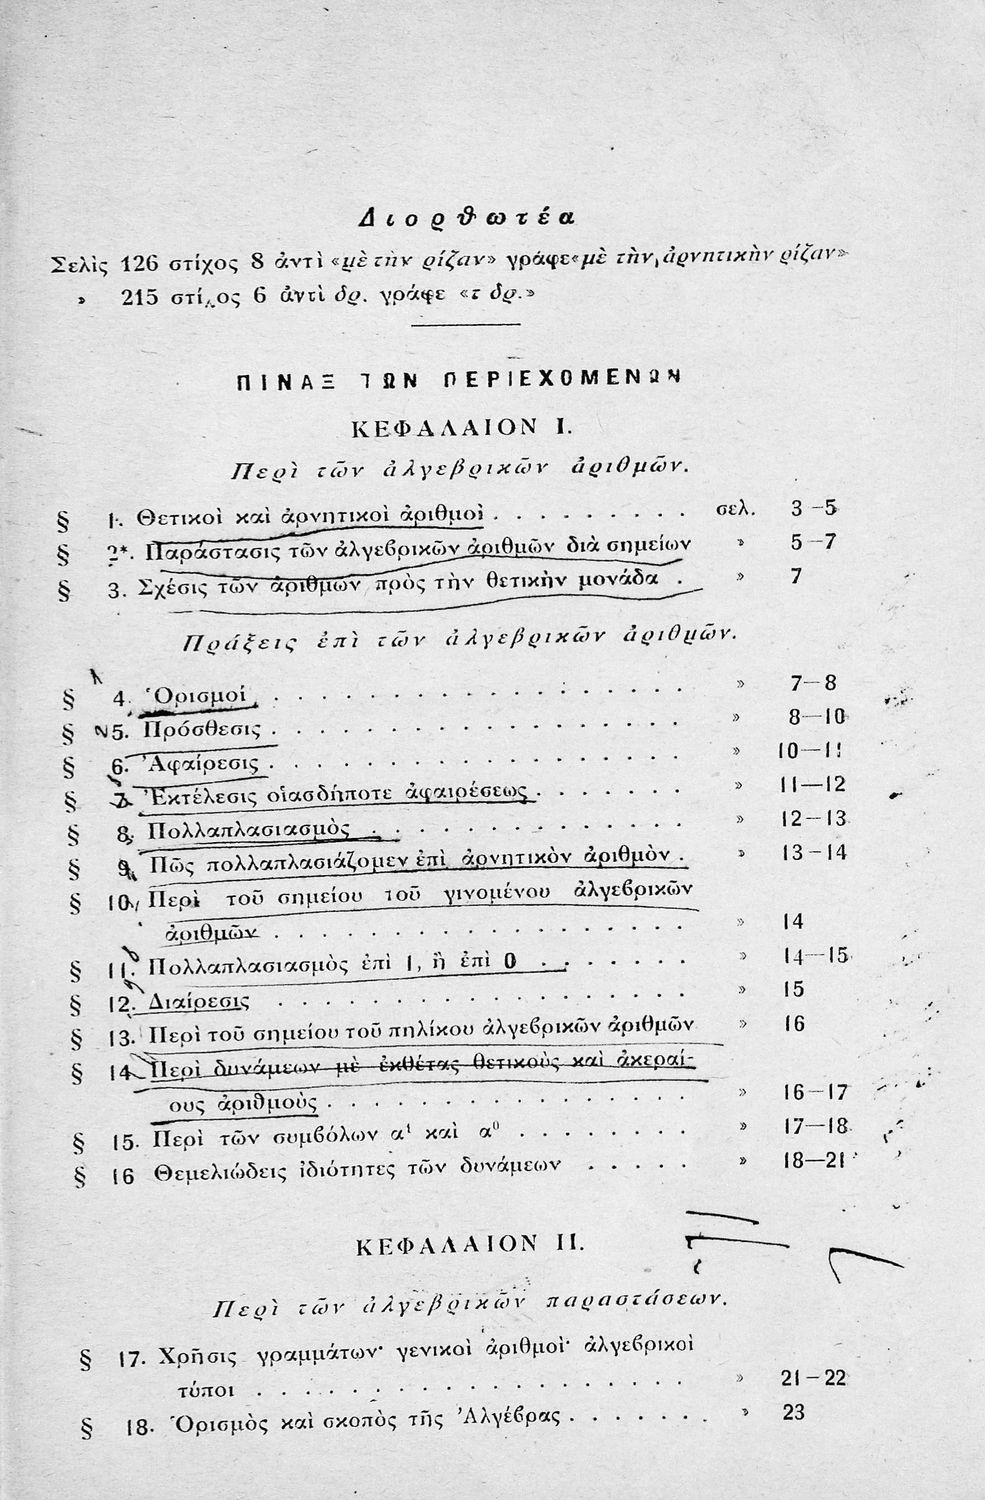 Διορθωτέα
Σελὶς 126 στίχος 8 ἀντὶ «μὲ τὴν ρίζαν» γράφε «μὲ τὴν ἀρνητικὴν ρίζαν»
» 215 στίχος 6 ἀντὶ δρ. γράφε «τ δρ.»
ΠΙΝΑΞ ΤΩΝ ΠΕΡΙΕΧΟΜΕΝΩΝ
ΚΕΦΑΛΑΙΟΝ Ι.
Περὶ τῶν ἀλγεβρικῶν ἀριθμῶν.
§ 1. Θετικοὶ καὶ ἀρνητικοὶ ἀριθμοὶ . . . . . . . . . σελ. 3-5
§ 2*. Παράστασις τῶν ἀλγεβρικῶν ἀριθμῶν διὰ σημείων » 5-7
§ 3. Σχέσις τῶν ἀριθμῶν πρὸς τὴν θετικὴν μονάδα . » 7
Πράξεις ἐπὶ τῶν ἀλγεβρικῶν ἀριθμῶν.
§ 4. Ὁρισμοί . . . . . . . . . . . . . . » 7—8
§ 5. Πρόσθεσις . . . . . . . . . . . . . . » 8—10
§ 6. Ἀφαίρεσις . . . . . . . . . . . . . . » 10—11
§ 7. Ἐκτέλεσις οἱασδήποτε ἀφαιρέσεως . . . . . . . » 11—12
§ 8. Πολλαπλασιασμὸς . . . . . . . . . . . . » 12—13
§ 9. Πῶς πολλαπλασιάζομεν ἐπὶ ἀρνητικὸν ἀριθμὸν . » 13-14
§ 10. Περὶ τοῦ σημείου τοῦ γινομένου ἀλγεβρικῶν
ἀριθμῶν . . . . . . . . . . . . . . . » 14
§ 11. Πολλαπλασιασμὸς ἐπὶ 1, ἢ ἐπὶ 0 . . . . . . . » 14—15
§ 12. Διαίρεσις . . . . . . . . . . . . . . » 15
§ 13. Περὶ τοῦ σημείου τοῦ πηλίκου ἀλγεβρικῶν ἀριθμῶν » 16
§ 14. Περὶ δυνάμεων μὲ ἐκθέτας θετικοὺς καὶ ἀκεραί-
ους ἀριθμοὺς . . . . . . . . . . . . . » 16—17
§ 15. Περὶ τῶν συμβόλων α¹ καὶ α⁰ . . . . . . . . » 17—18
§ 16 Θεμελιώδεις ἰδιότητες τῶν δυνάμεων . . . . . » 18—21
ΚΕΦΑΛΑΙΟΝ ΙΙ.
Περὶ τῶν ἀλγεβρικῶν παραστάσεων.
§ 17. Χρῆσις γραμμάτων· γενικοὶ ἀριθμοί· ἀλγεβρικοὶ
τύποι . . . . . . . . . . . . . . . . » 21-22
§ 18. Ὁρισμὸς καὶ σκοπὸς τῆς Ἀλγέβρας . . . . . . . » 23